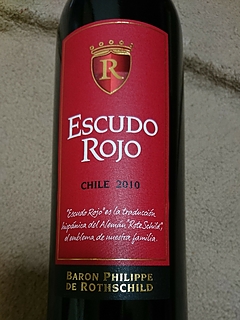 R
ESCUDO
ROJO
CHILE 2010
"Escudo Rojo" es la traducción
hispánica del Alemán, "Rote Schild",
el emblema de nuestra familia.
BARON PHILIPPE
DE ROTHSCHILD